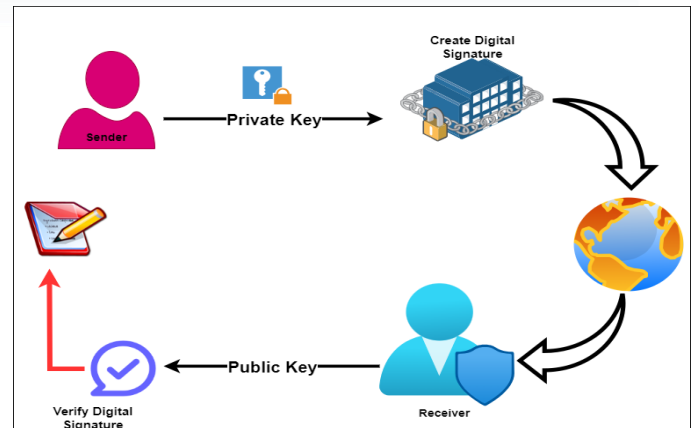 Create Digital
Signature
Private Key
Sender
Public Key
Receiver
Verify Digital
Signature